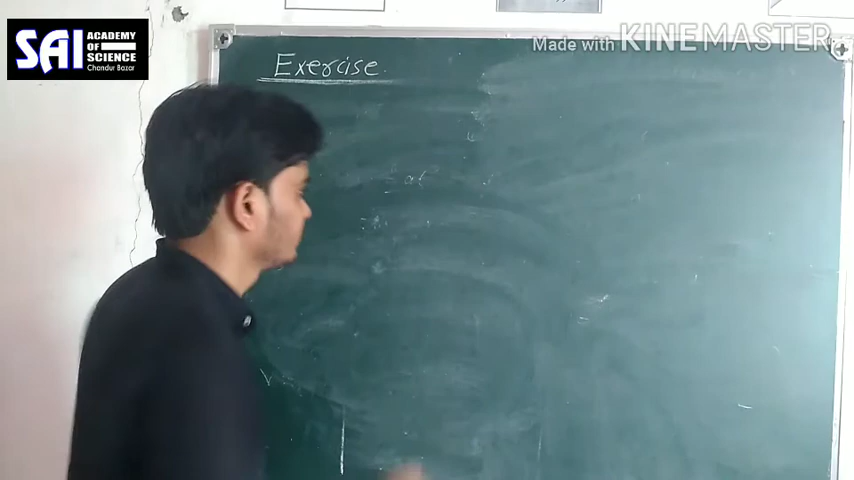 SAI ACADEMY
OF
SCIENCE
Chandur Bazar
Made with KINEMASTER
Exercise